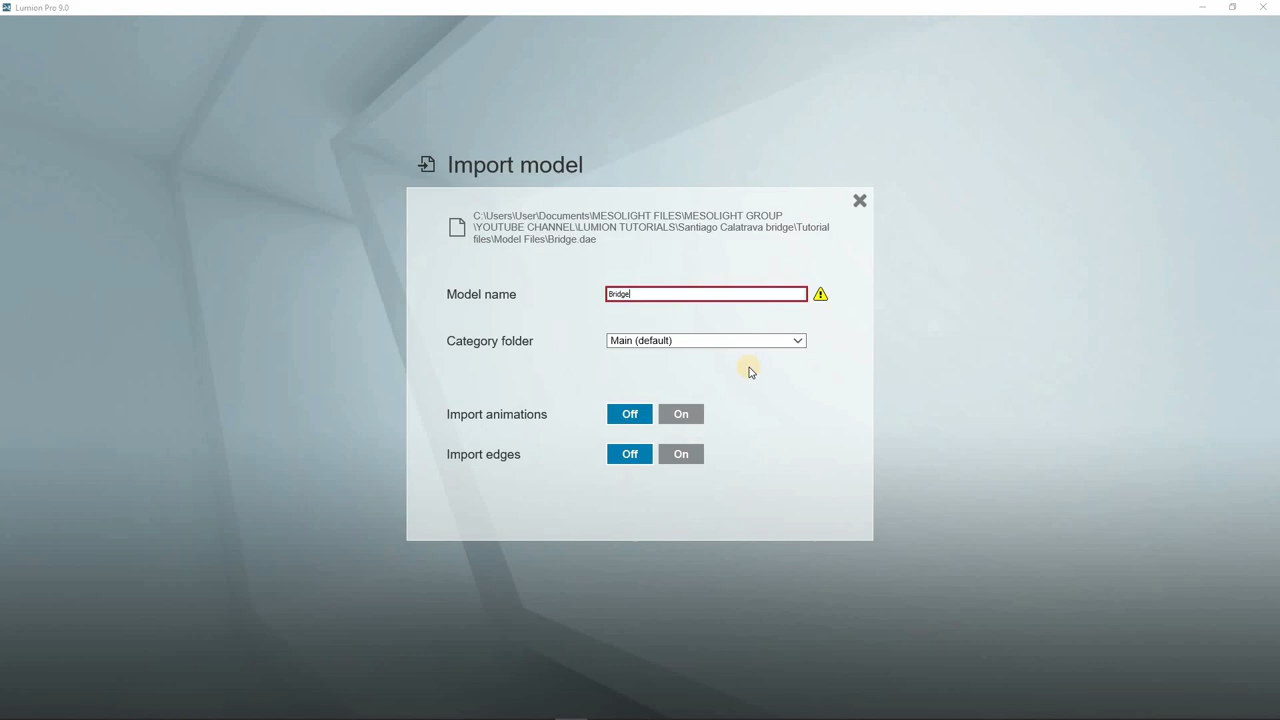 Lumion Pro 9.0
Import model
C:\Users\User\Documents\MESOLIGHT FILES\MESOLIGHT GROUP
\YOUTUBE CHANNEL\LUMION TUTORIALS\Santiago Calatrava bridge\Tutorial
files\Model Files\Bridge.dae
Model name Bridge
Category folder Main (default)
Import animations Off On
Import edges Off On